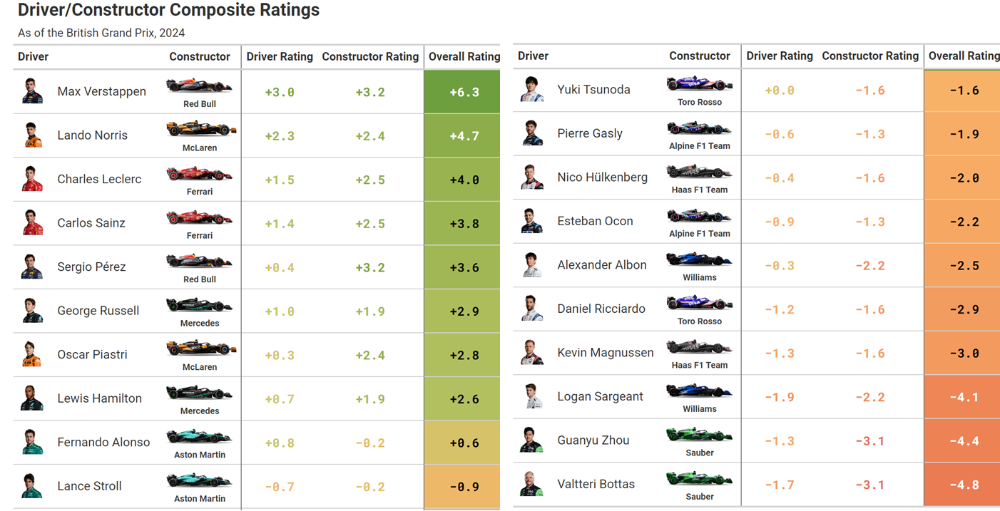 Driver/Constructor Composite Ratings
As of the British Grand Prix, 2024
Driver Constructor Driver Rating Constructor Rating Overall Rating
Max Verstappen Red Bull +3.0 +3.2 +6.3
Lando Norris McLaren +2.3 +2.4 +4.7
Charles Leclerc Ferrari +1.5 +2.5 +4.0
Carlos Sainz Ferrari +1.4 +2.5 +3.8
Sergio Pérez Red Bull +0.4 +3.2 +3.6
George Russell Mercedes +1.0 +1.9 +2.9
Oscar Piastri McLaren +0.3 +2.4 +2.8
Lewis Hamilton Mercedes +0.7 +1.9 +2.6
Fernando Alonso Aston Martin +0.8 −0.2 +0.6
Lance Stroll Aston Martin −0.7 −0.2 −0.9
Driver Constructor Driver Rating Constructor Rating Overall Rating
Yuki Tsunoda Toro Rosso +0.0 −1.6 −1.6
Pierre Gasly Alpine F1 Team −0.6 −1.3 −1.9
Nico Hülkenberg Haas F1 Team −0.4 −1.6 −2.0
Esteban Ocon Alpine F1 Team −0.9 −1.3 −2.2
Alexander Albon Williams −0.3 −2.2 −2.5
Daniel Ricciardo Toro Rosso −1.2 −1.6 −2.9
Kevin Magnussen Haas F1 Team −1.3 −1.6 −3.0
Logan Sargeant Williams −1.9 −2.2 −4.1
Guanyu Zhou Sauber −1.3 −3.1 −4.4
Valtteri Bottas Sauber −1.7 −3.1 −4.8